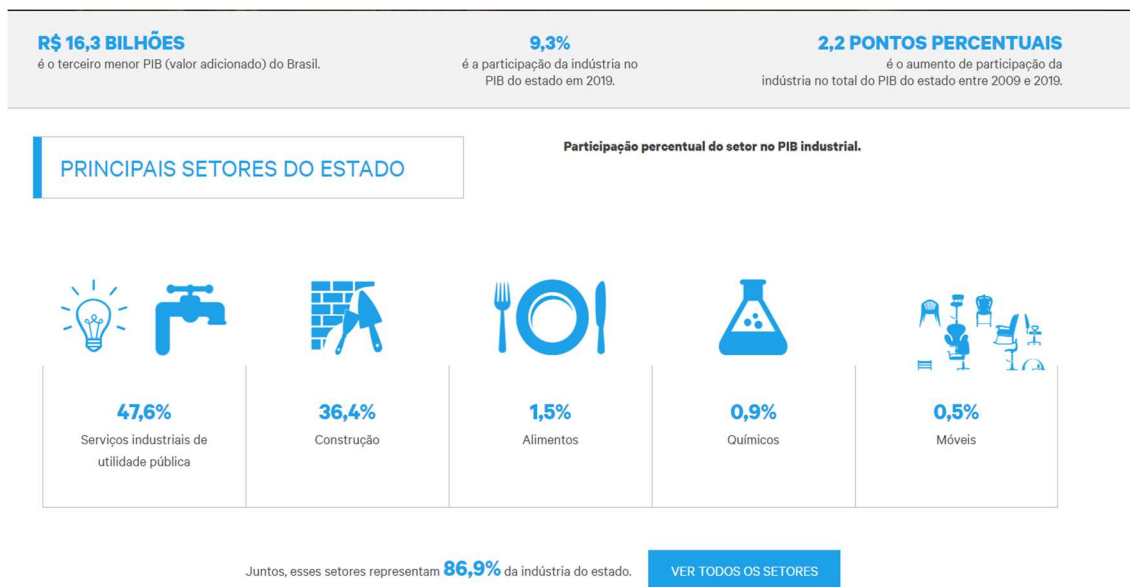 R$ 16,3 BILHÕES
é o terceiro menor PIB (valor adicionado) do Brasil.
9,3%
é a participação da indústria no
PIB do estado em 2019.
2,2 PONTOS PERCENTUAIS
é o aumento de participação da
indústria no total do PIB do estado entre 2009 e 2019.
PRINCIPAIS SETORES DO ESTADO
Participação percentual do setor no PIB industrial.
47,6%
Serviços industriais de
utilidade pública
36,4%
Construção
1,5%
Alimentos
0,9%
Químicos
0,5%
Móveis
Juntos, esses setores representam 86,9% da indústria do estado.
VER TODOS OS SETORES